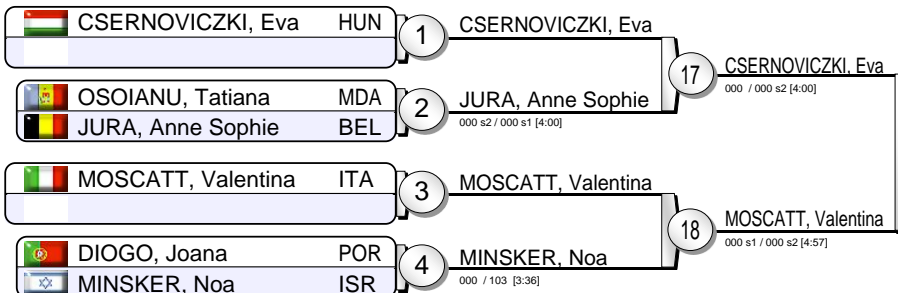 CSERNOVICZKI, Eva HUN
1
CSERNOVICZKI, Eva
OSOIANU, Tatiana MDA
JURA, Anne Sophie BEL
2
JURA, Anne Sophie
000 s2 / 000 s1 [4:00]
17
CSERNOVICZKI, Eva
000 / 000 s2 [4:00]
MOSCATT, Valentina ITA
3
MOSCATT, Valentina
DIOGO, Joana POR
MINSKER, Noa ISR
4
MINSKER, Noa
000 / 103 [3:36]
18
MOSCATT, Valentina
000 s1 / 000 s2 [4:57]